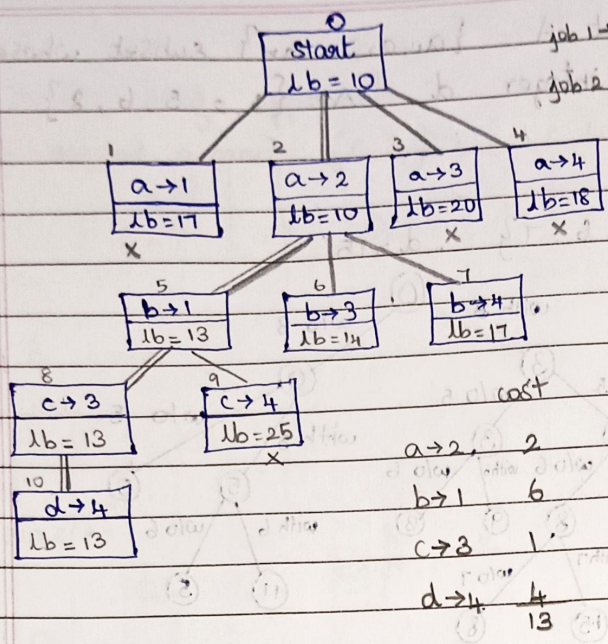 0
start
lb = 10
job 1
job 2
1
a→1
lb=17
x
2
a→2
lb=10
3
a→3
lb=20
x
4
a→4
lb=18
x
5
b→1
lb=13
6
b→3
lb=14
7
b→4
lb=17
8
c→3
lb=13
9
c→4
lb=25
x
10
d→4
lb=13
cost
a→2 2
b→1 6
c→3 1
d→4 4
13